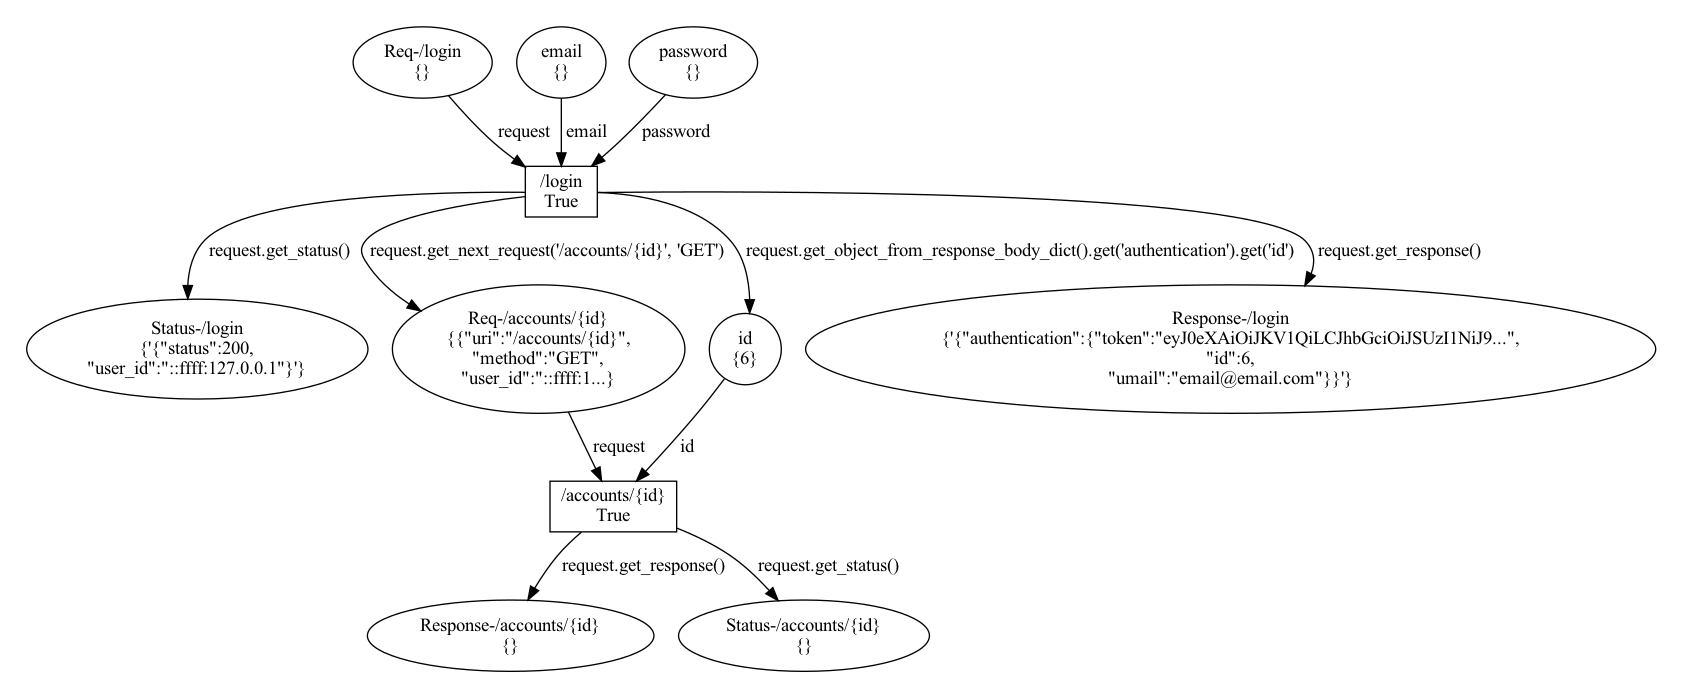 Req-/login
{}
email
{}
password
{}
request
email
password
/login
True
request.get_status()
request.get_next_request('/accounts/{id}', 'GET')
request.get_object_from_response_body_dict().get('authentication').get('id')
request.get_response()
Status-/login
{'{"status":200,
"user_id":"::ffff:127.0.0.1"}'}
Req-/accounts/{id}
{{"uri":"/accounts/{id}",
"method":"GET",
"user_id":"::ffff:1...}
id
{6}
Response-/login
{'{"authentication":{"token":"eyJ0eXAiOiJKV1QiLCJhbGciOiJSUzI1NiJ9...",
"id":6,
"umail":"email@email.com"}}'}
request
id
/accounts/{id}
True
request.get_response()
request.get_status()
Response-/accounts/{id}
{}
Status-/accounts/{id}
{}